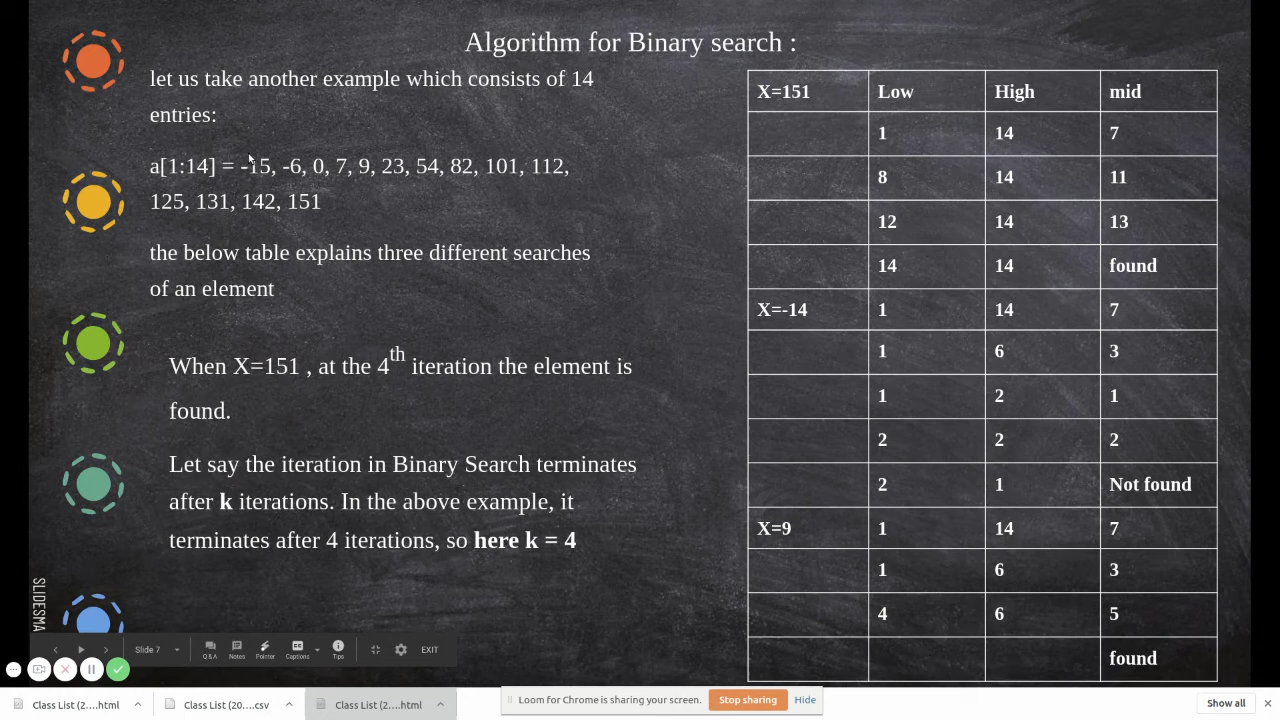 Algorithm for Binary search :
let us take another example which consists of 14
entries:
a[1:14] = -15, -6, 0, 7, 9, 23, 54, 82, 101, 112,
125, 131, 142, 151
the below table explains three different searches
of an element
When X=151 , at the 4th iteration the element is
found.
Let say the iteration in Binary Search terminates
after k iterations. In the above example, it
terminates after 4 iterations, so here k = 4
X=151 Low High mid
1 14 7
8 14 11
12 14 13
14 14 found
X=-14 1 14 7
1 6 3
1 2 1
2 2 2
2 1 Not found
X=9 1 14 7
1 6 3
4 6 5
found
SLIDESMA
Slide 7
Q&A Notes Pointer Captions Tips EXIT
Class List (2....html
Class List (20....csv
Class List (2....html
Loom for Chrome is sharing your screen. Stop sharing Hide
Show all